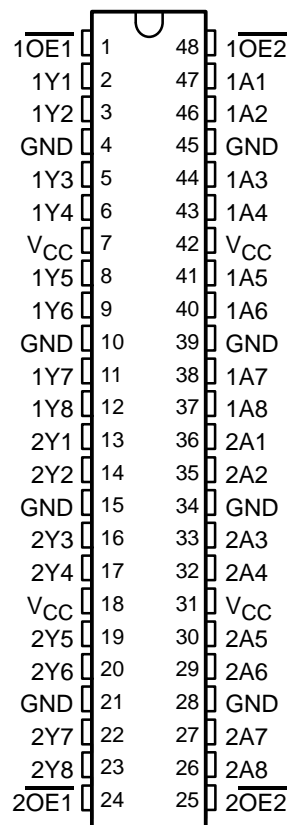 1OE1 1 48 1OE2
1Y1 2 47 1A1
1Y2 3 46 1A2
GND 4 45 GND
1Y3 5 44 1A3
1Y4 6 43 1A4
VCC 7 42 VCC
1Y5 8 41 1A5
1Y6 9 40 1A6
GND 10 39 GND
1Y7 11 38 1A7
1Y8 12 37 1A8
2Y1 13 36 2A1
2Y2 14 35 2A2
GND 15 34 GND
2Y3 16 33 2A3
2Y4 17 32 2A4
VCC 18 31 VCC
2Y5 19 30 2A5
2Y6 20 29 2A6
GND 21 28 GND
2Y7 22 27 2A7
2Y8 23 26 2A8
2OE1 24 25 2OE2